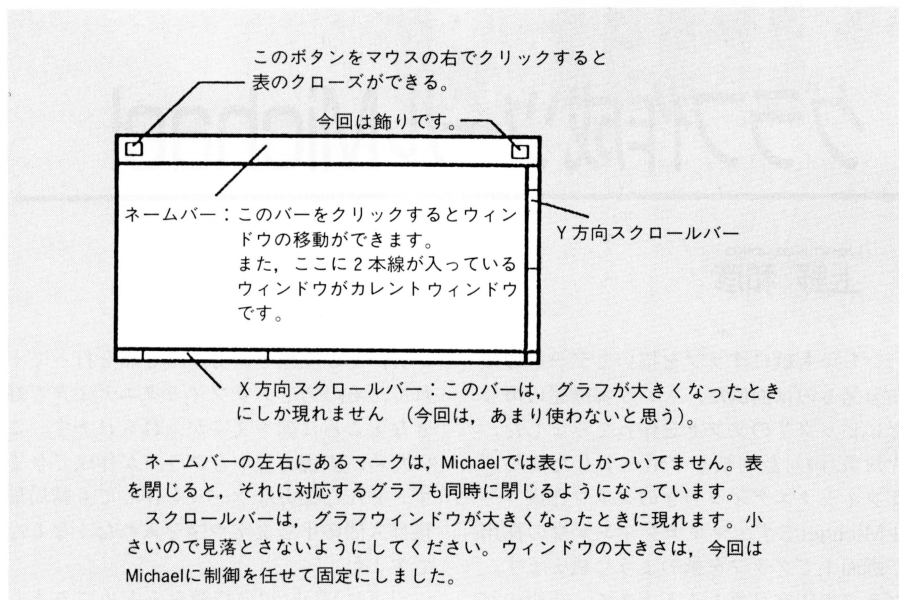 このボタンをマウスの右でクリックすると
表のクローズができる。
今回は飾りです。
ネームバー：このバーをクリックするとウィン
ドウの移動ができます。
また，ここに２本線が入っている
ウィンドウがカレントウィンドウ
です。
Ｙ方向スクロールバー
Ｘ方向スクロールバー：このバーは，グラフが大きくなったとき
にしか現れません （今回は，あまり使わないと思う）。
ネームバーの左右にあるマークは，Michaelでは表にしかついてません。表
を閉じると，それに対応するグラフも同時に閉じるようになっています。
スクロールバーは，グラフウィンドウが大きくなったときに現れます。小
さいので見落とさないようにしてください。ウィンドウの大きさは，今回は
Michaelに制御を任せて固定にしました。